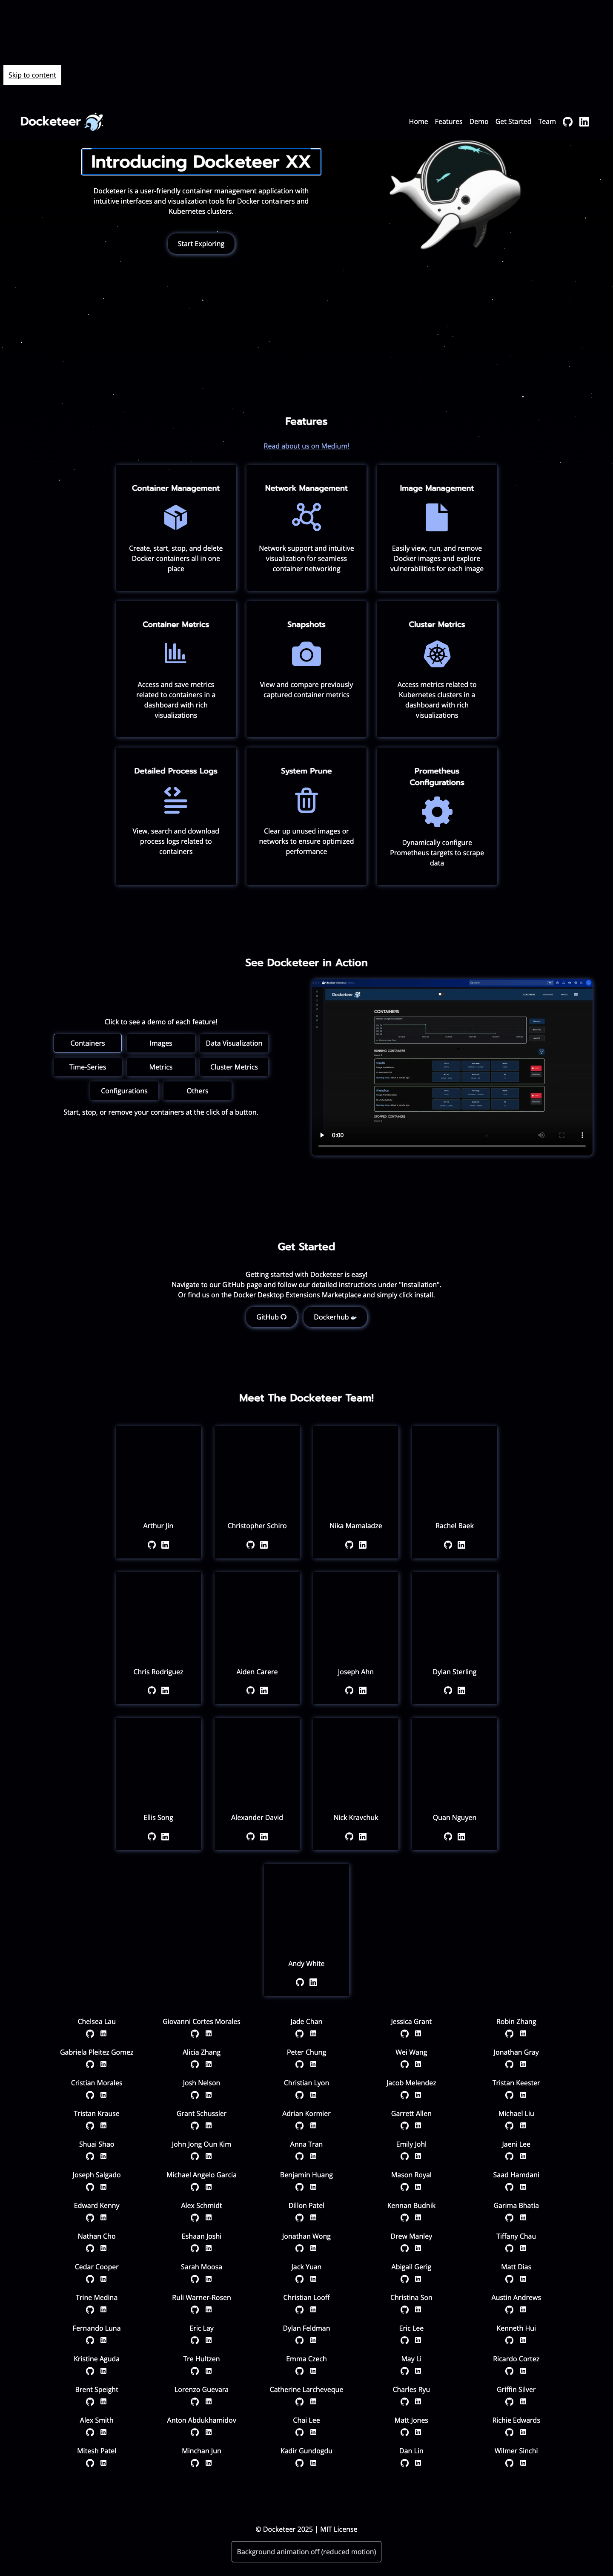 Skip to content
Docketeer
Home Features Demo Get Started Team
Introducing Docketeer XX
Docketeer is a user-friendly container management application with
intuitive interfaces and visualization tools for Docker containers and
Kubernetes clusters.
Start Exploring
Features
Read about us on Medium!
Container Management
Create, start, stop, and delete
Docker containers all in one
place
Network Management
Network support and intuitive
visualization for seamless
container networking
Image Management
Easily view, run, and remove
Docker images and explore
vulnerabilities for each image
Container Metrics
Access and save metrics
related to containers in a
dashboard with rich
visualizations
Snapshots
View and compare previously
captured container metrics
Cluster Metrics
Access metrics related to
Kubernetes clusters in a
dashboard with rich
visualizations
Detailed Process Logs
View, search and download
process logs related to
containers
System Prune
Clear up unused images or
networks to ensure optimized
performance
Prometheus
Configurations
Dynamically configure
Prometheus targets to scrape
data
See Docketeer in Action
Click to see a demo of each feature!
Containers Images Data Visualization
Time-Series Metrics Cluster Metrics
Configurations Others
Start, stop, or remove your containers at the click of a button.
Docketeer
CONTAINERS
RUNNING CONTAINERS
STOPPED CONTAINERS
0:00
Get Started
Getting started with Docketeer is easy!
Navigate to our GitHub page and follow our detailed instructions under "Installation".
Or find us on the Docker Desktop Extensions Marketplace and simply click install.
GitHub Dockerhub
Meet The Docketeer Team!
Arthur Jin Christopher Schiro Nika Mamaladze Rachel Baek
Chris Rodriguez Aiden Carere Joseph Ahn Dylan Sterling
Ellis Song Alexander David Nick Kravchuk Quan Nguyen
Andy White
Chelsea Lau Giovanni Cortes Morales Jade Chan Jessica Grant Robin Zhang
Gabriela Pleitez Gomez Alicia Zhang Peter Chung Wei Wang Jonathan Gray
Cristian Morales Josh Nelson Christian Lyon Jacob Melendez Tristan Keester
Tristan Krause Grant Schussler Adrian Kormier Garrett Allen Michael Liu
Shuai Shao John Jong Oun Kim Anna Tran Emily Johl Jaeni Lee
Joseph Salgado Michael Angelo Garcia Benjamin Huang Mason Royal Saad Hamdani
Edward Kenny Alex Schmidt Dillon Patel Kennan Budnik Garima Bhatia
Nathan Cho Eshaan Joshi Jonathan Wong Drew Manley Tiffany Chau
Cedar Cooper Sarah Moosa Jack Yuan Abigail Gerig Matt Dias
Trine Medina Ruli Warner-Rosen Christian Looff Christina Son Austin Andrews
Fernando Luna Eric Lay Dylan Feldman Eric Lee Kenneth Hui
Kristine Aguda Tre Hultzen Emma Czech May Li Ricardo Cortez
Brent Speight Lorenzo Guevara Catherine Larcheveque Charles Ryu Griffin Silver
Alex Smith Anton Abdukhamidov Chai Lee Matt Jones Richie Edwards
Mitesh Patel Minchan Jun Kadir Gundogdu Dan Lin Wilmer Sinchi
© Docketeer 2025 | MIT License
Background animation off (reduced motion)